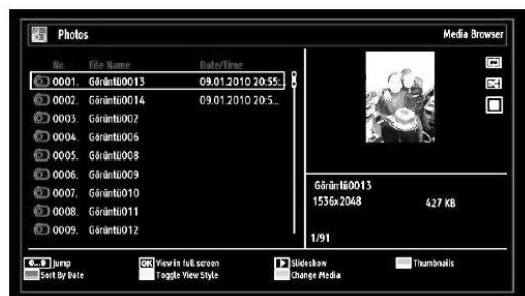 Photos
Media Browser
No
File Name
Date/Time
0001. Görüntü0013 09.01.2010 20:55:..
0002. Görüntü0014 09.01.2010 20:5...
0003. Görüntü002
0004. Görüntü006
0005. Görüntü008
0006. Görüntü009
0007. Görüntü010
0008. Görüntü011
0009. Görüntü012
Görüntü0013
1536x2048 427 KB
1/91
0...9 Jump
OK View in full screen
Slideshow
Thumbnails
Sort By Date
Toggle View Style
Change Media